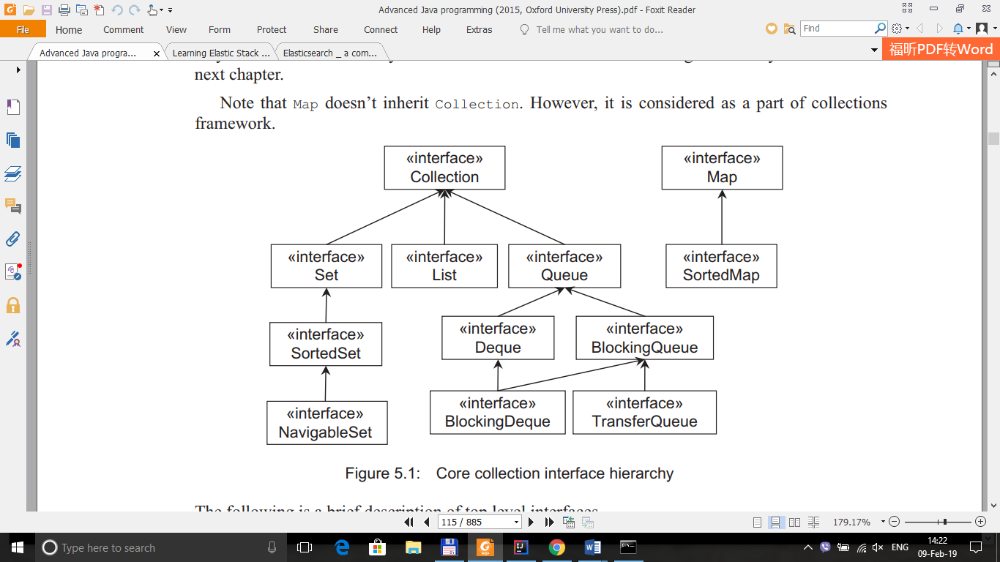 Advanced Java programming (2015, Oxford University Press).pdf - Foxit Reader
File Home Comment View Form Protect Share Connect Help Extras Tell me what you want to do... Find
Advanced Java progra... × Learning Elastic Stack ... Elasticsearch _ a com... 福昕PDF转Word
next chapter.
Note that Map doesn’t inherit Collection. However, it is considered as a part of collections
framework.
«interface»
Collection
«interface»
Map
«interface»
Set
«interface»
List
«interface»
Queue
«interface»
SortedMap
«interface»
Deque
«interface»
BlockingQueue
«interface»
SortedSet
«interface»
BlockingDeque
«interface»
TransferQueue
«interface»
NavigableSet
Figure 5.1: Core collection interface hierarchy
The following is a brief description of top level interfaces
115 / 885 179.17%
Type here to search ENG
14:22
09-Feb-19